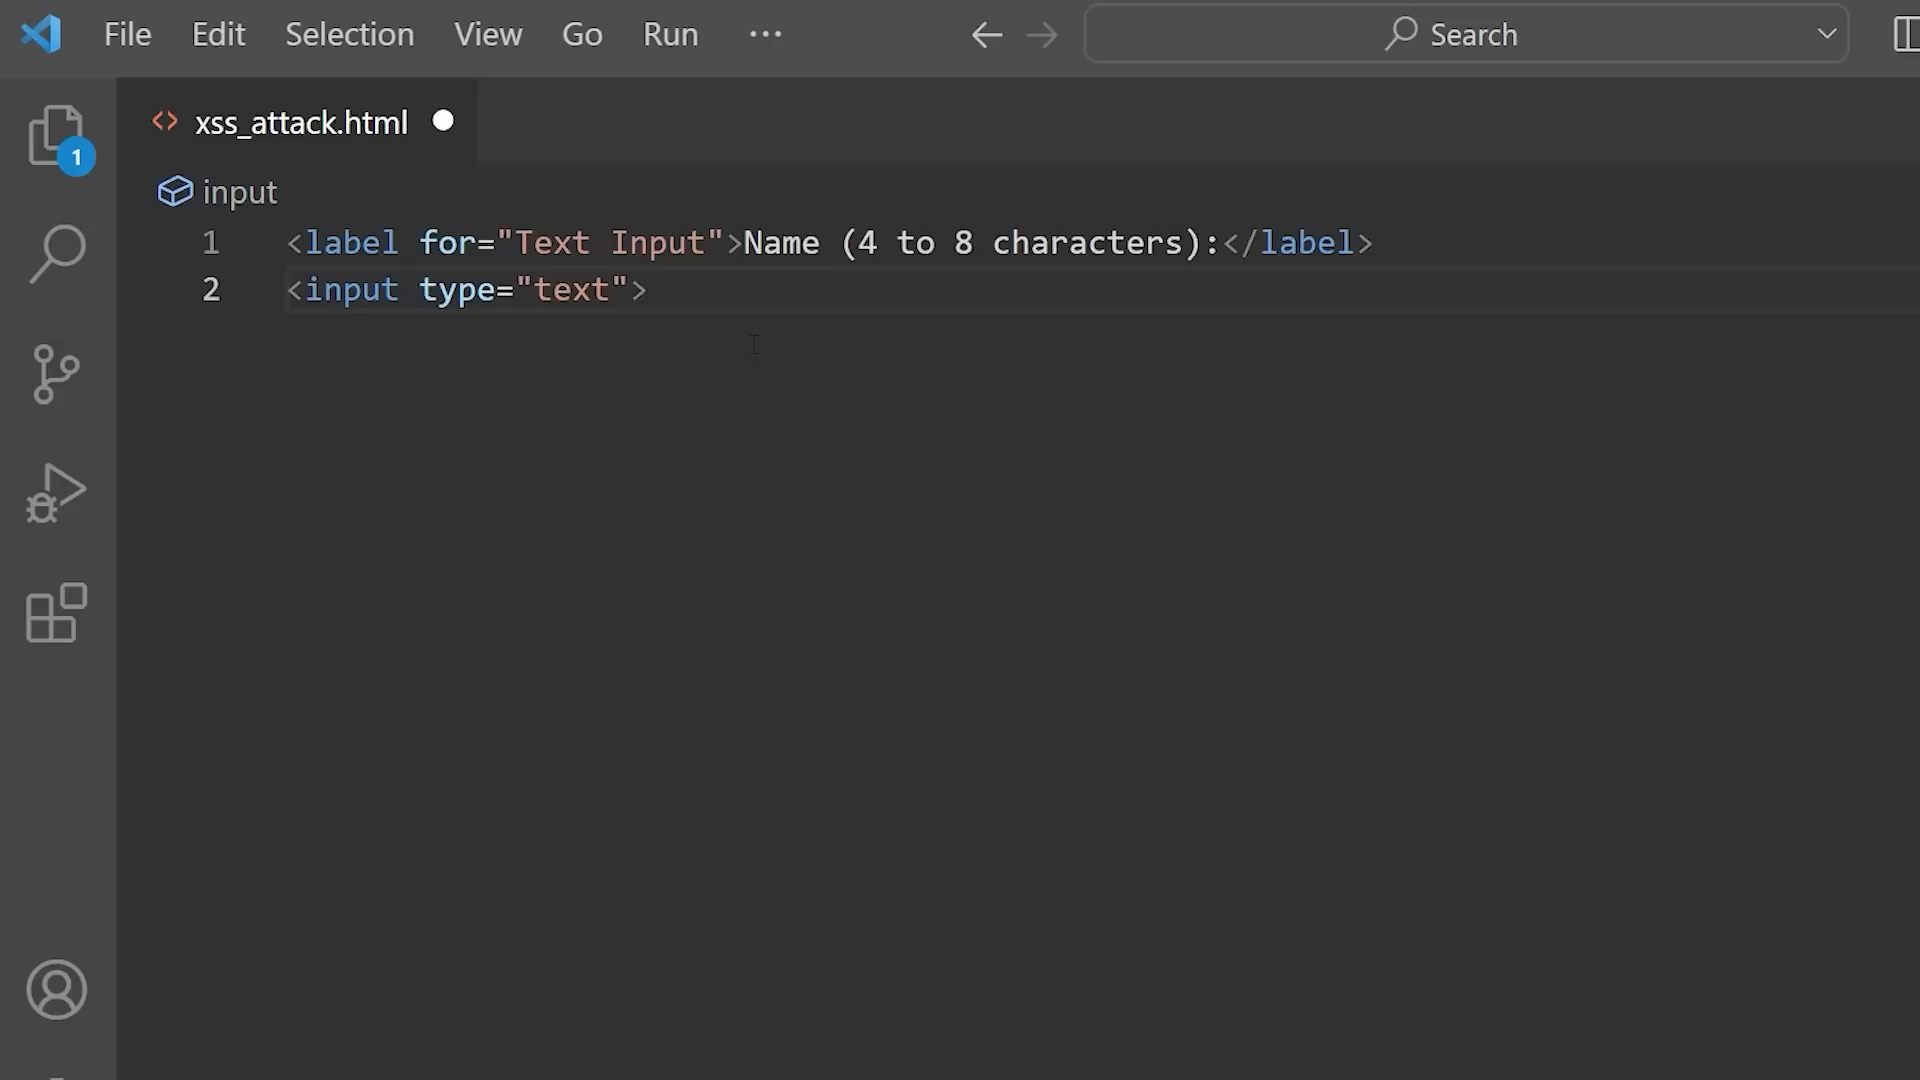 File Edit Selection View Go Run ... Search
xss_attack.html
1
input
1 <label for="Text Input">Name (4 to 8 characters):</label>
2 <input type="text">